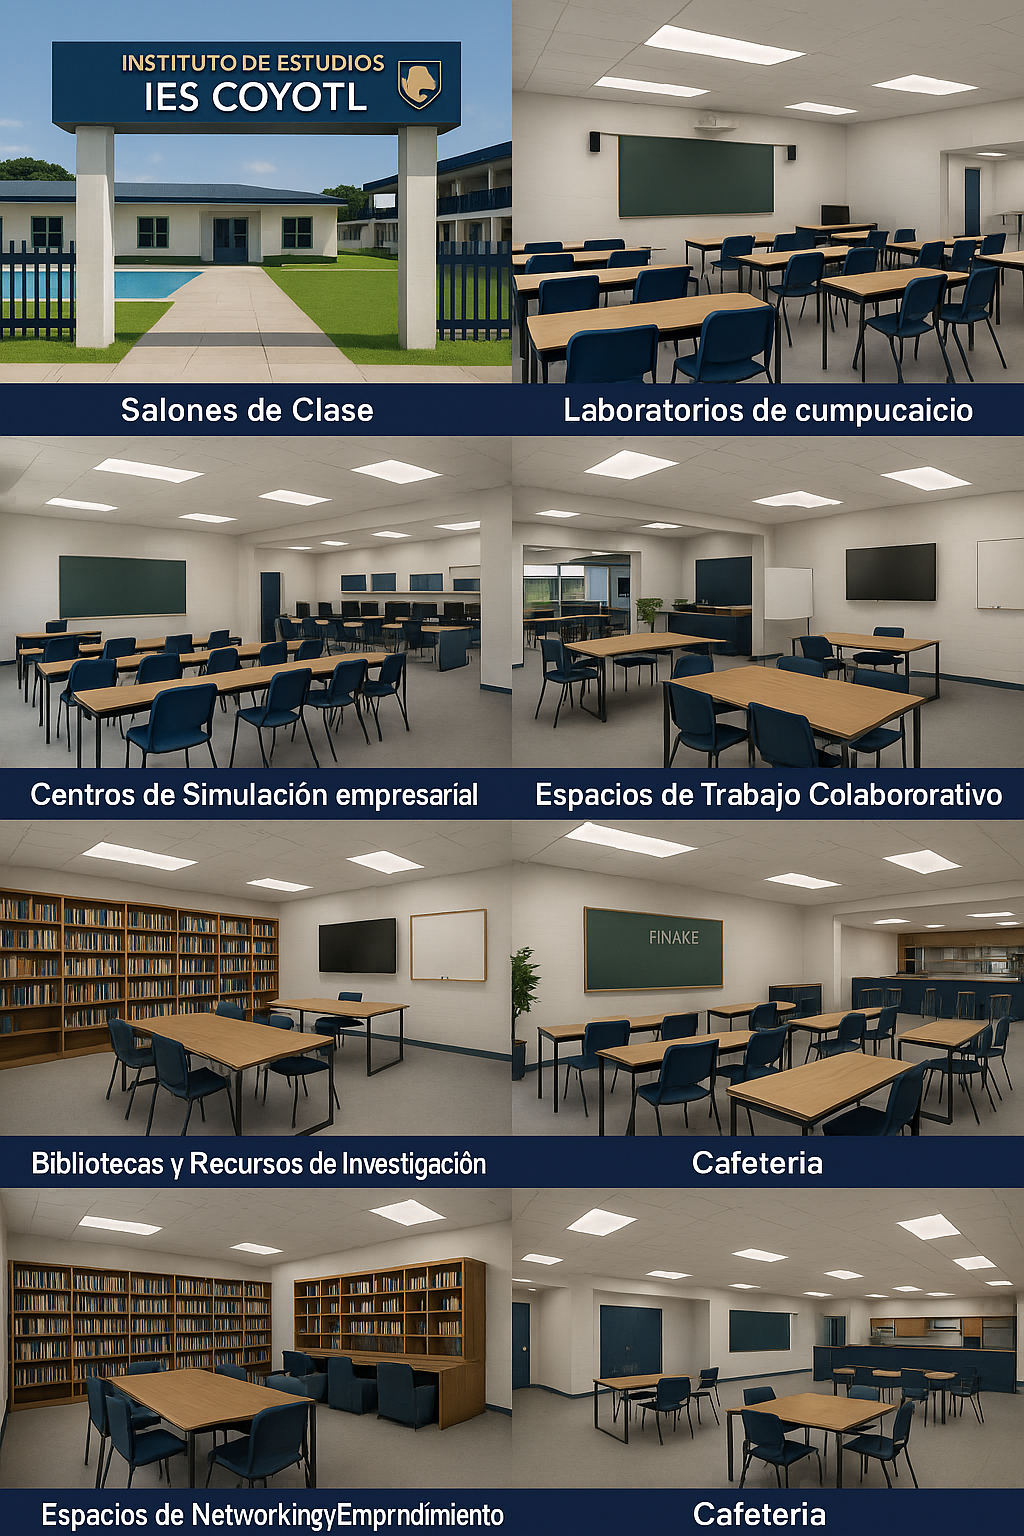 INSTITUTO DE ESTUDIOS
IES COYOTL
Salones de Clase
Laboratorios de cumpucaicio
Centros de Simulación empresarial
Espacios de Trabajo Colabororativo
FINAKE
Bibliotecas y Recursos de Investigación
Cafeteria
Espacios de NetworkingyEmprndímiento
Cafeteria